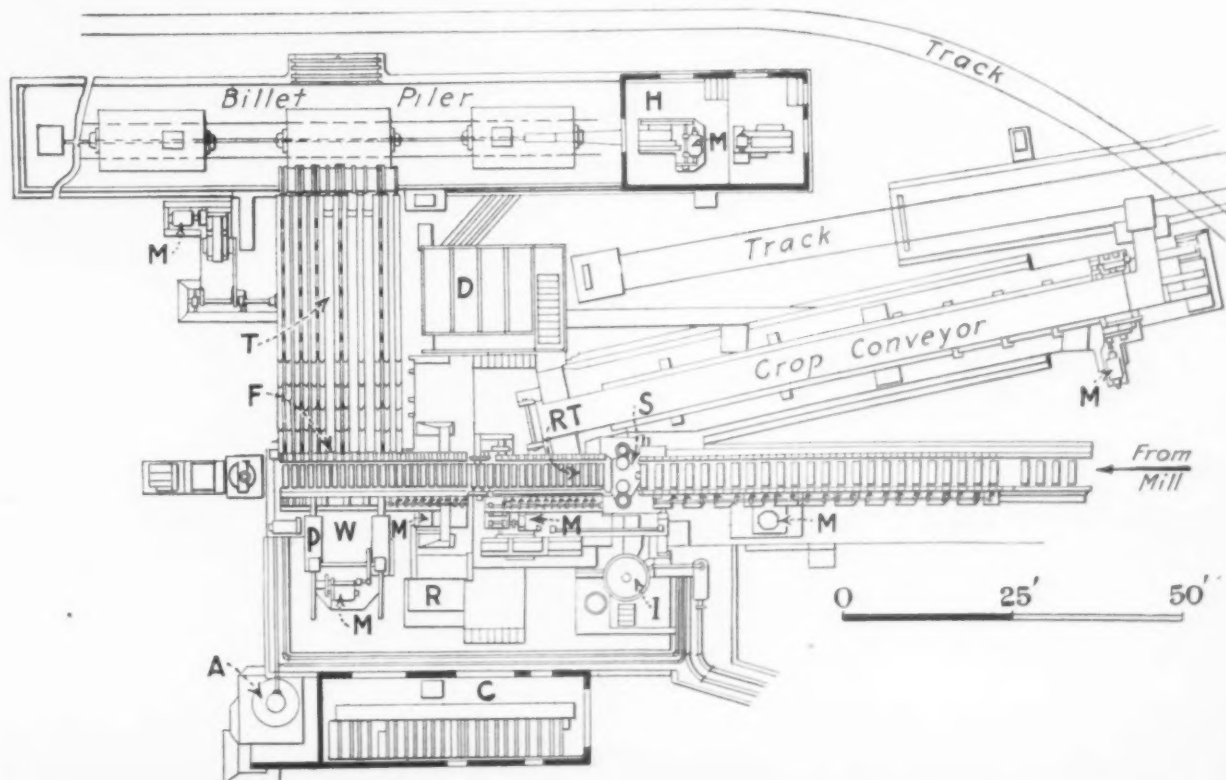 Track
Billet Piler
H
M
M
Track
D
T
Crop Conveyor
F
RT
S
M
From
Mill
P
W
M
M
M
M
R
I
0 25' 50'
A
C